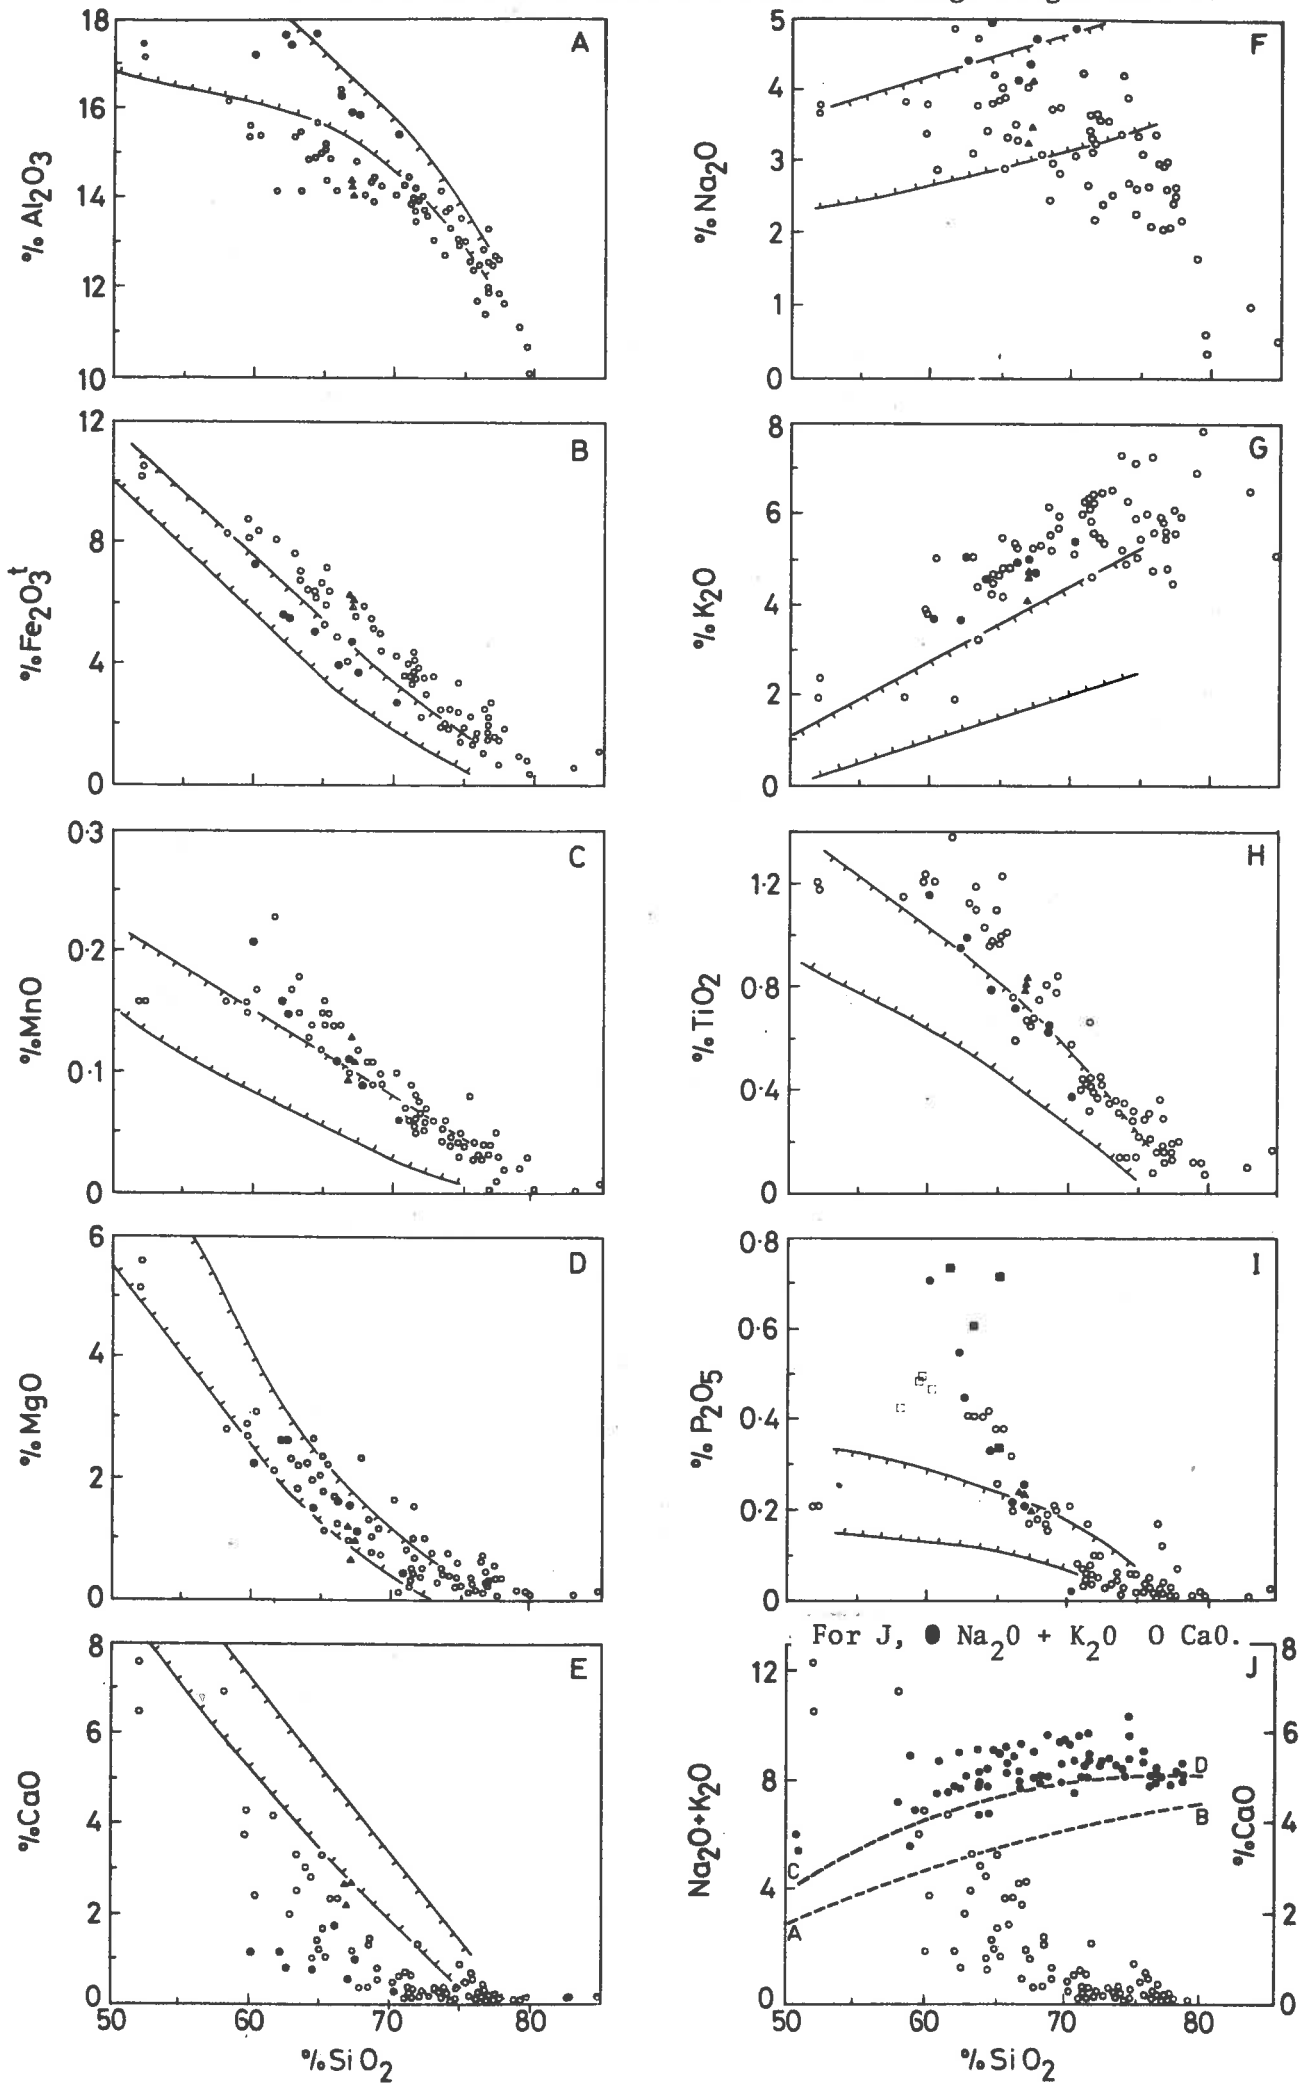 18
16
14
12
10
% Al2O3
A
5
4
3
2
1
0
% Na2O
F
12
8
4
0
%Fe2O3t
B
8
6
4
2
0
% K2O
G
0·3
0·2
0·1
0
%MnO
C
1·2
0·8
0·4
0
% TiO2
H
6
4
2
0
%MgO
D
0·8
0·6
0·4
0·2
0
% P2O5
I
8
6
4
2
0
%CaO
E
50
60
70
80
%SiO2
For J, ● Na2O + K2O O CaO.
12
8
4
0
Na2O+K2O
J
8
6
4
2
0
%CaO
D
B
C
A
50
60
70
80
%SiO2